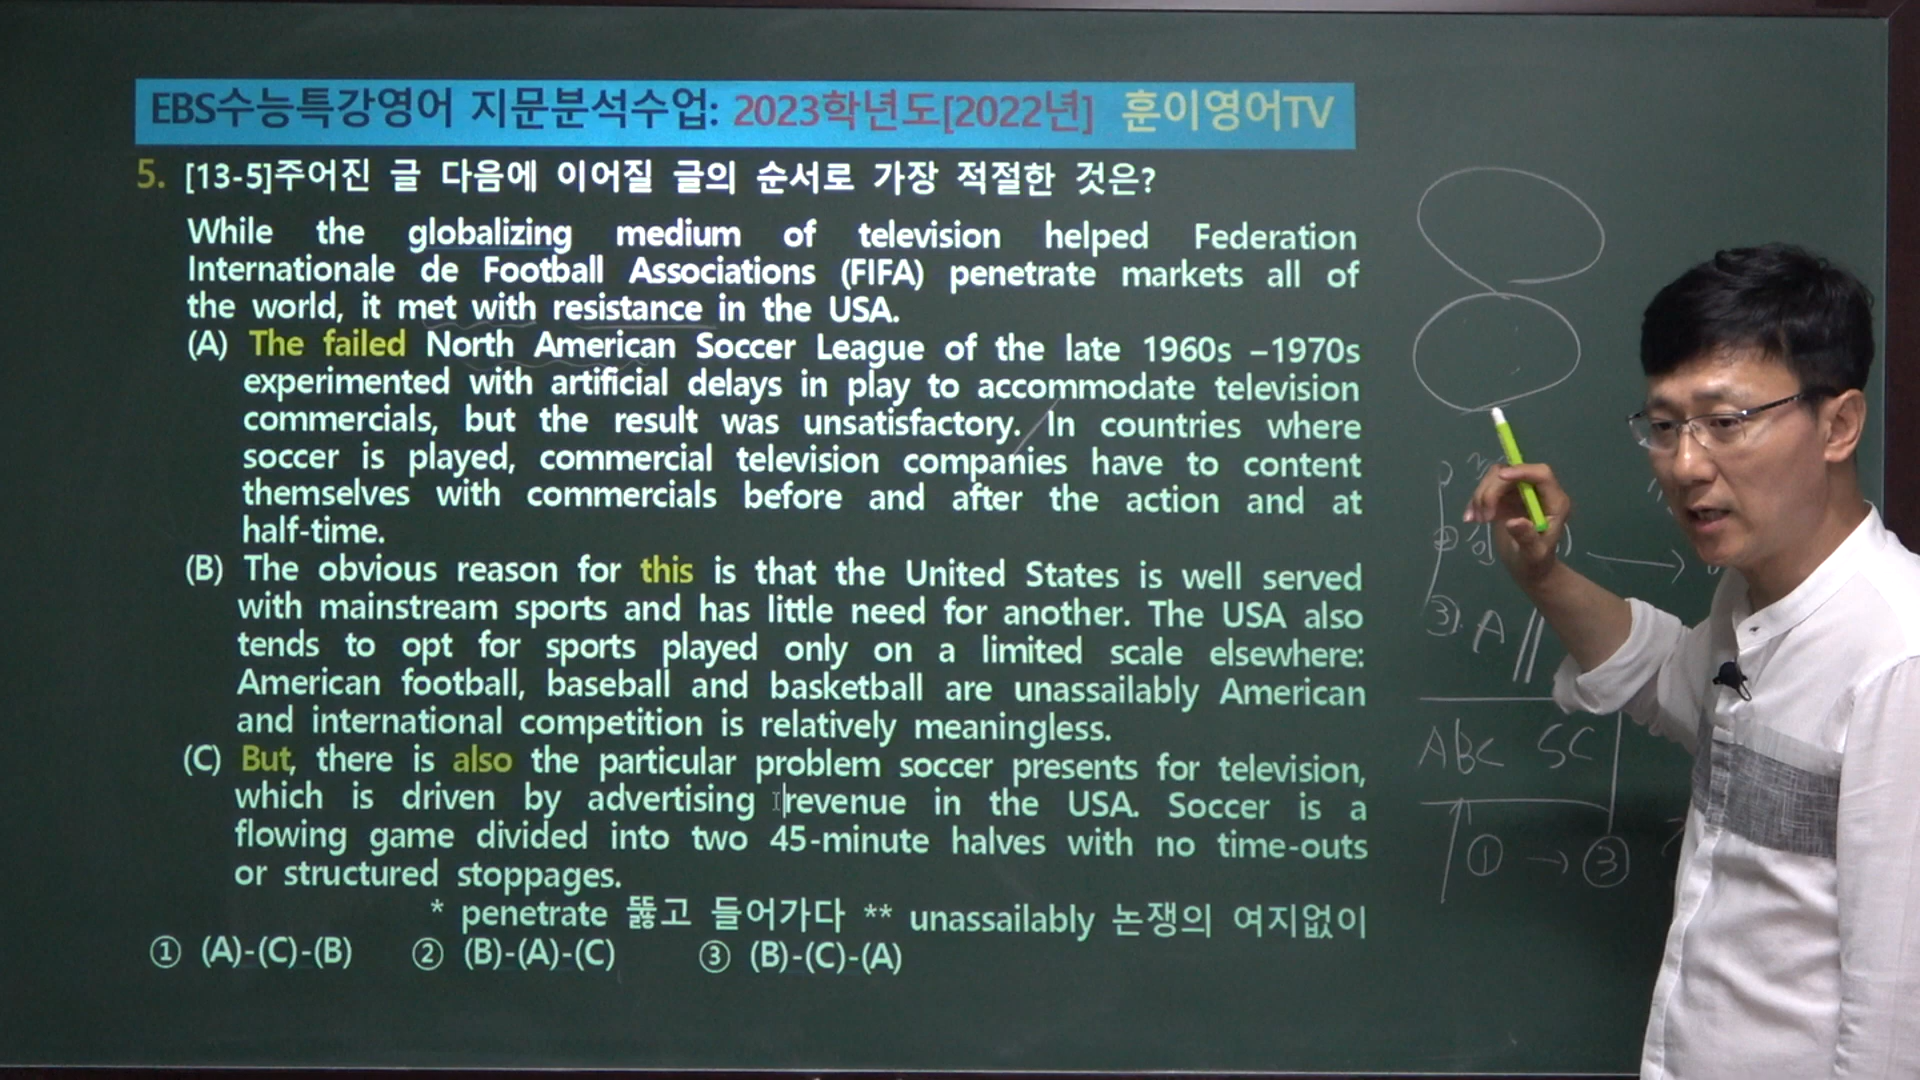 EBS수능특강영어 지문분석수업: 2023학년도[2022년] 훈이영어TV
5. [13-5]주어진 글 다음에 이어질 글의 순서로 가장 적절한 것은?
While the globalizing medium of television helped Federation
Internationale de Football Associations (FIFA) penetrate markets all of
the world, it met with resistance in the USA.
(A) The failed North American Soccer League of the late 1960s –1970s
experimented with artificial delays in play to accommodate television
commercials, but the result was unsatisfactory. In countries where
soccer is played, commercial television companies have to content
themselves with commercials before and after the action and at
half-time.
(B) The obvious reason for this is that the United States is well served
with mainstream sports and has little need for another. The USA also
tends to opt for sports played only on a limited scale elsewhere:
American football, baseball and basketball are unassailably American
and international competition is relatively meaningless.
(C) But, there is also the particular problem soccer presents for television,
which is driven by advertising revenue in the USA. Soccer is a
flowing game divided into two 45-minute halves with no time-outs
or structured stoppages.
* penetrate 뚫고 들어가다 ** unassailably 논쟁의 여지없이
① (A)-(C)-(B) ② (B)-(A)-(C) ③ (B)-(C)-(A)
③. A
ABC SC
① → ③